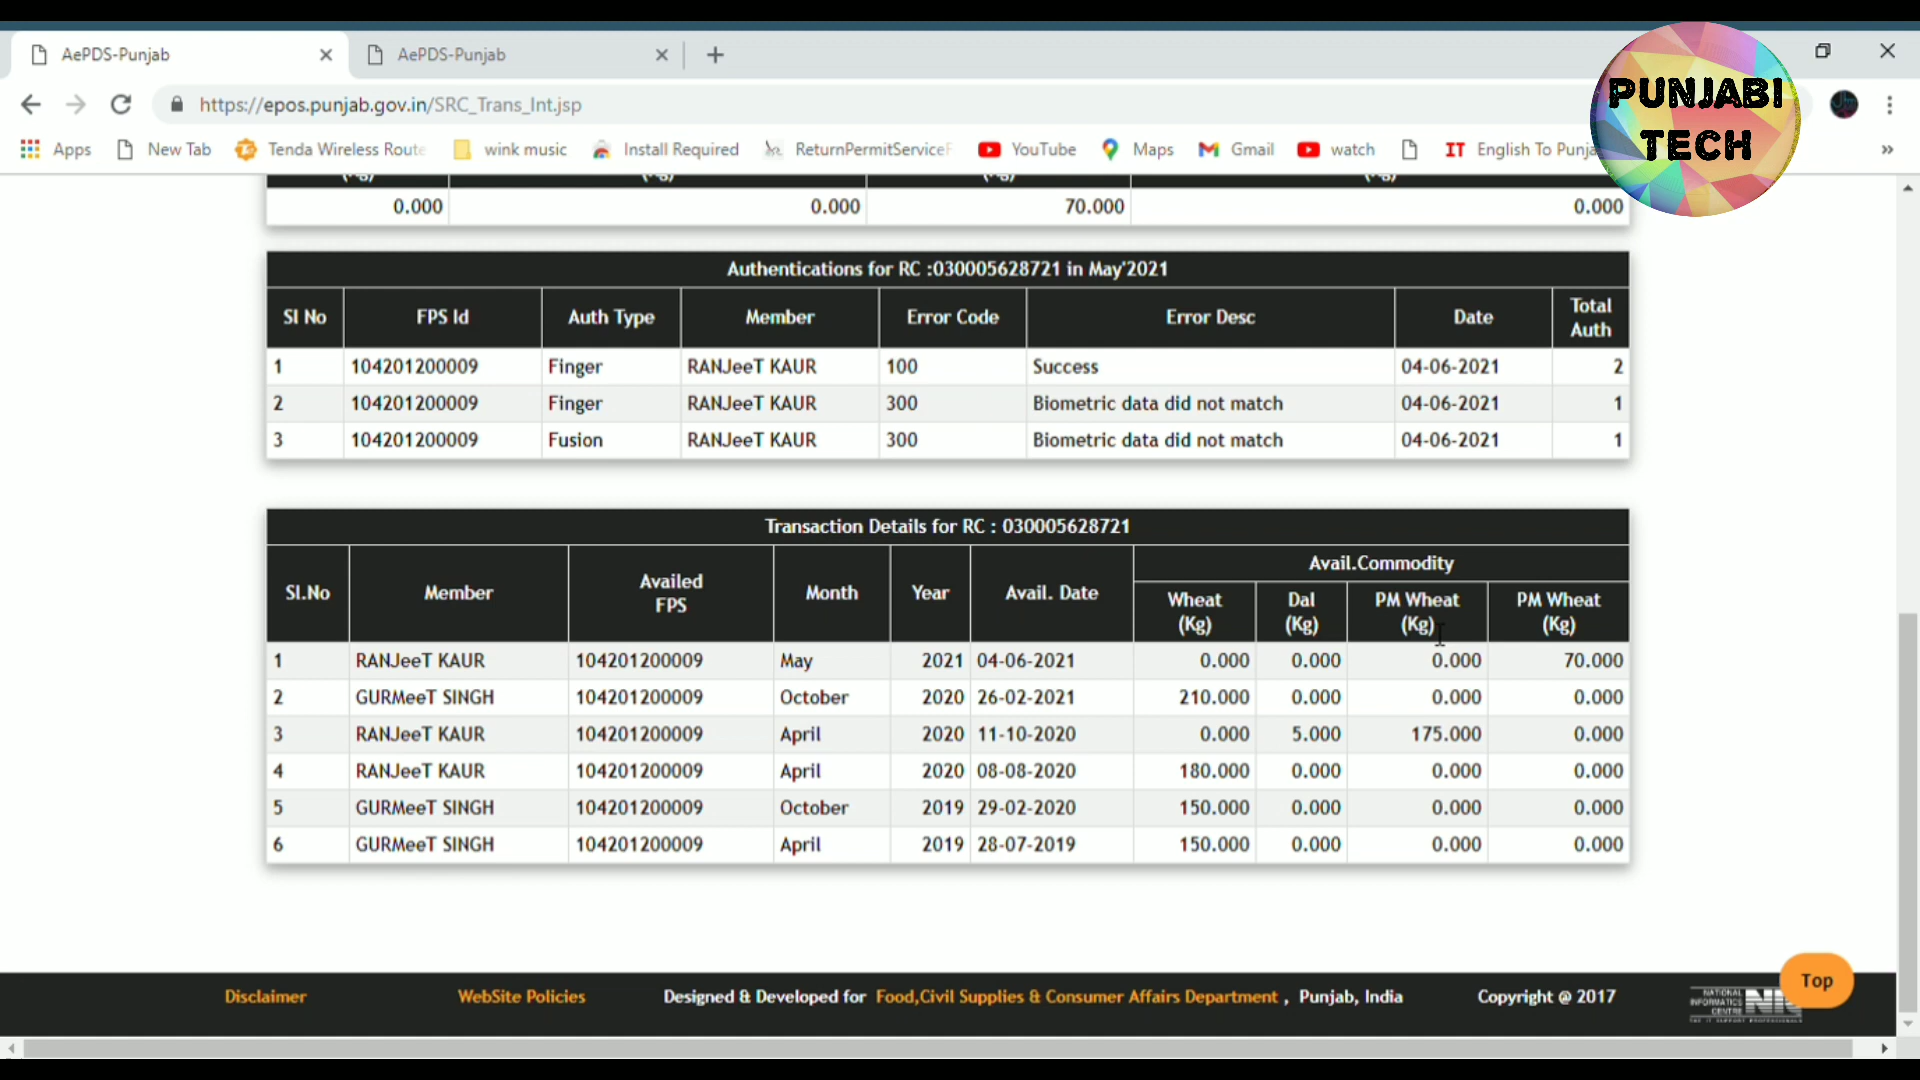 AePDS-Punjab
AePDS-Punjab
PUNJABI
TECH
https://epos.punjab.gov.in/SRC_Trans_Int.jsp
Apps New Tab Tenda Wireless Route wink music Install Required ReturnPermitService YouTube Maps Gmail watch IT English To Punja »
(Kg) (Kg) (Kg) (Kg)
0.000 0.000 70.000 0.000
Authentications for RC :030005628721 in May'2021
Sl No FPS Id Auth Type Member Error Code Error Desc Date Total Auth
1 104201200009 Finger RANJeeT KAUR 100 Success 04-06-2021 2
2 104201200009 Finger RANJeeT KAUR 300 Biometric data did not match 04-06-2021 1
3 104201200009 Fusion RANJeeT KAUR 300 Biometric data did not match 04-06-2021 1
Transaction Details for RC : 030005628721
Sl.No Member Availed FPS Month Year Avail. Date Avail.Commodity
Wheat (Kg) Dal (Kg) PM Wheat (Kg) PM Wheat (Kg)
1 RANJeeT KAUR 104201200009 May 2021 04-06-2021 0.000 0.000 0.000 70.000
2 GURMeeT SINGH 104201200009 October 2020 26-02-2021 210.000 0.000 0.000 0.000
3 RANJeeT KAUR 104201200009 April 2020 11-10-2020 0.000 5.000 175.000 0.000
4 RANJeeT KAUR 104201200009 April 2020 08-08-2020 180.000 0.000 0.000 0.000
5 GURMeeT SINGH 104201200009 October 2019 29-02-2020 150.000 0.000 0.000 0.000
6 GURMeeT SINGH 104201200009 April 2019 28-07-2019 150.000 0.000 0.000 0.000
Top
Disclaimer WebSite Policies Designed & Developed for Food,Civil Supplies & Consumer Affairs Department , Punjab, India Copyright @ 2017
NATIONAL
INFORMATICS
CENTRE